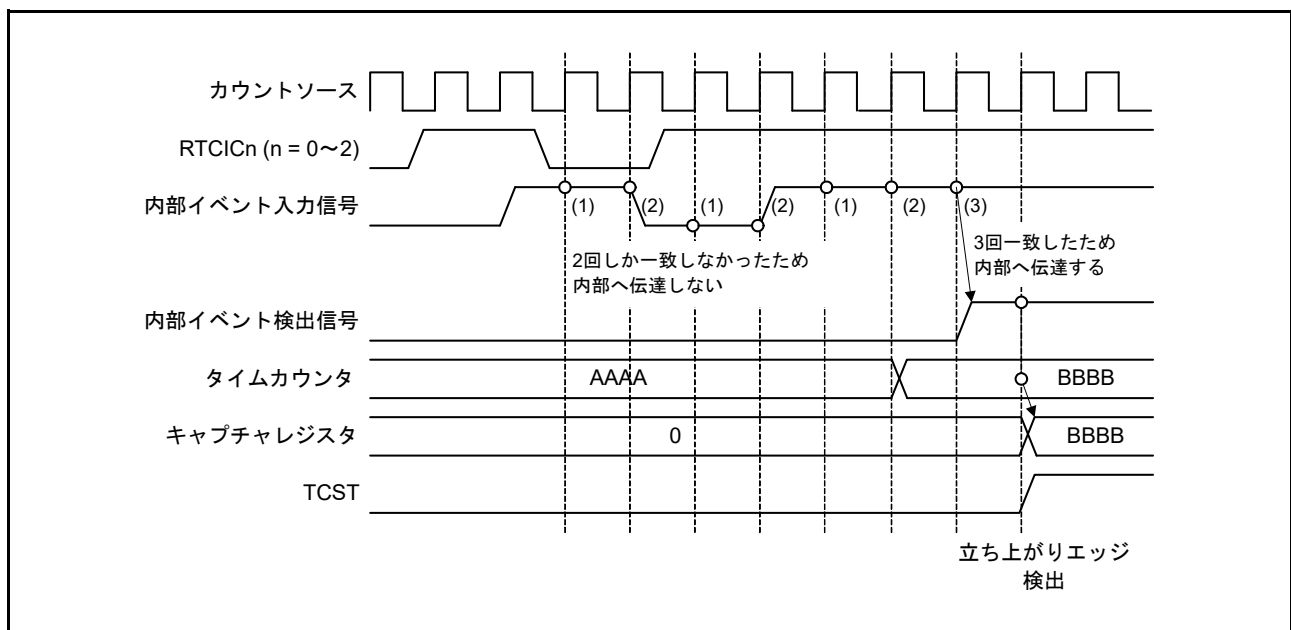 カウントソース
RTCICn (n = 0～2)
内部イベント入力信号
(1) (2) (1) (2) (1) (2) (3)
2回しか一致しなかったため
内部へ伝達しない
3回一致したため
内部へ伝達する
内部イベント検出信号
タイムカウンタ AAAA BBBB
キャプチャレジスタ 0 BBBB
TCST
立ち上がりエッジ
検出